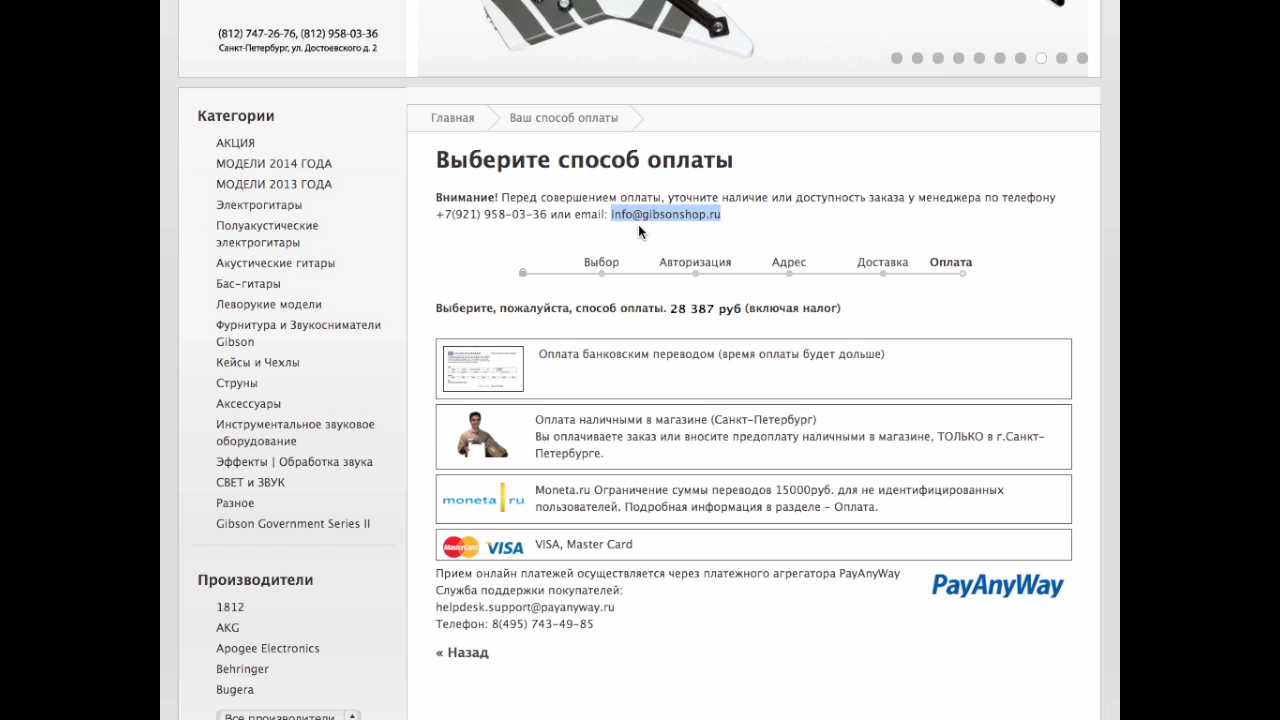 (812) 747-26-76, (812) 958-03-36
Санкт-Петербург, ул. Достоевского д. 2
Категории
АКЦИЯ
МОДЕЛИ 2014 ГОДА
МОДЕЛИ 2013 ГОДА
Электрогитары
Полуакустические
электрогитары
Акустические гитары
Бас-гитары
Леворукие модели
Фурнитура и Звукосниматели
Gibson
Кейсы и Чехлы
Струны
Аксессуары
Инструментальное звуковое
оборудование
Эффекты | Обработка звука
СВЕТ и ЗВУК
Разное
Gibson Government Series II
Производители
1812
AKG
Apogee Electronics
Behringer
Bugera
Все производители
Главная
Ваш способ оплаты
Выберите способ оплаты
Внимание! Перед совершением оплаты, уточните наличие или доступность заказа у менеджера по телефону
+7(921) 958-03-36 или email: info@gibsonshop.ru
Выбор Авторизация Адрес Доставка Оплата
Выберите, пожалуйста, способ оплаты. 28 387 руб (включая налог)
Оплата банковским переводом (время оплаты будет дольше)
Оплата наличными в магазине (Санкт-Петербург)
Вы оплачиваете заказ или вносите предоплату наличными в магазине, ТОЛЬКО в г.Санкт-
Петербурге.
moneta ru
Moneta.ru Ограничение суммы переводов 15000руб. для не идентифицированных
пользователей. Подробная информация в разделе - Оплата.
MasterCard VISA VISA, Master Card
Прием онлайн платежей осуществляется через платежного агрегатора PayAnyWay
PayAnyWay
Служба поддержки покупателей:
helpdesk.support@payanyway.ru
Телефон: 8(495) 743-49-85
« Назад